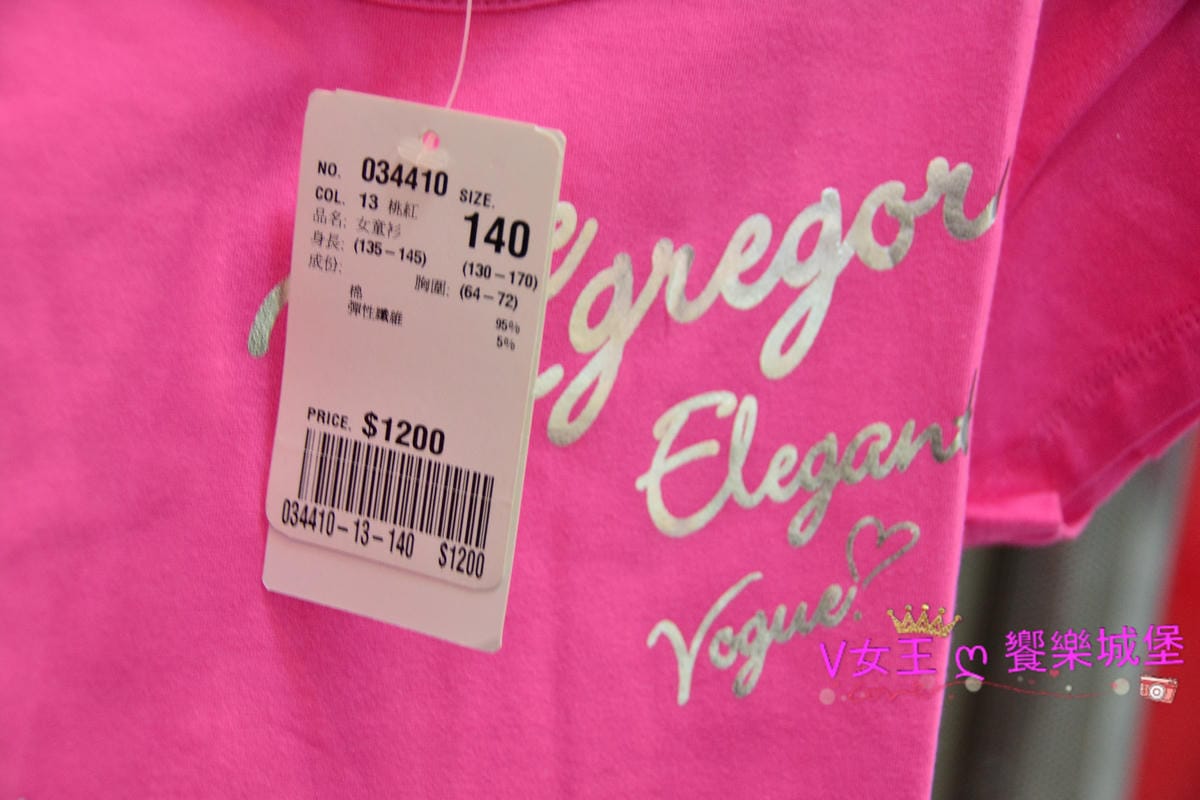 NO. 034410 SIZE.
COL. 13 桃紅 140
品名: 女童衫
身長: (135-145) (130-170)
成份: 胸圍: (64-72)
棉 95%
彈性纖維 5%
PRICE. $1200
034410-13-140 $1200
gregor
Elegant
Vogue
V女王 ღ 饗樂城堡